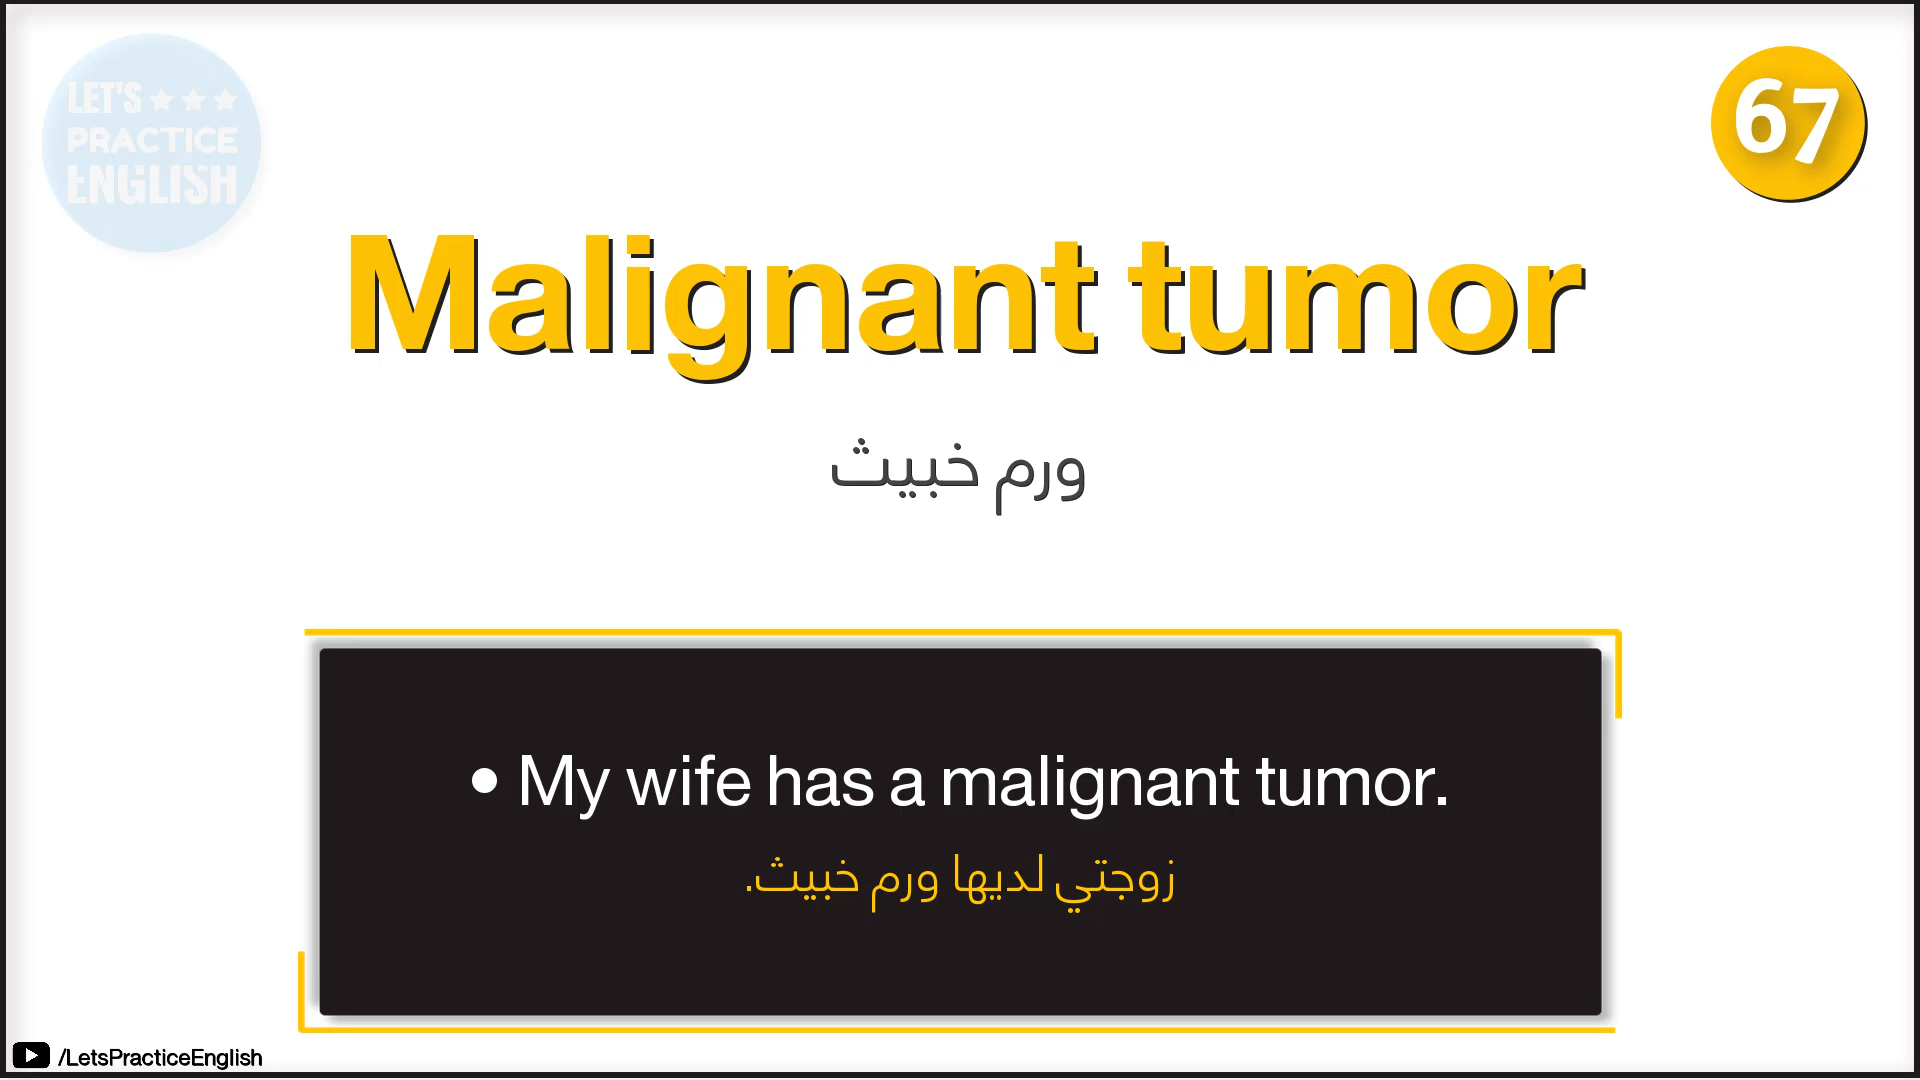 LET'S
PRACTICE
ENGLISH
67
Malignant tumor
ورم خبيث
• My wife has a malignant tumor.
زوجتي لديها ورم خبيث.
/LetsPracticeEnglish